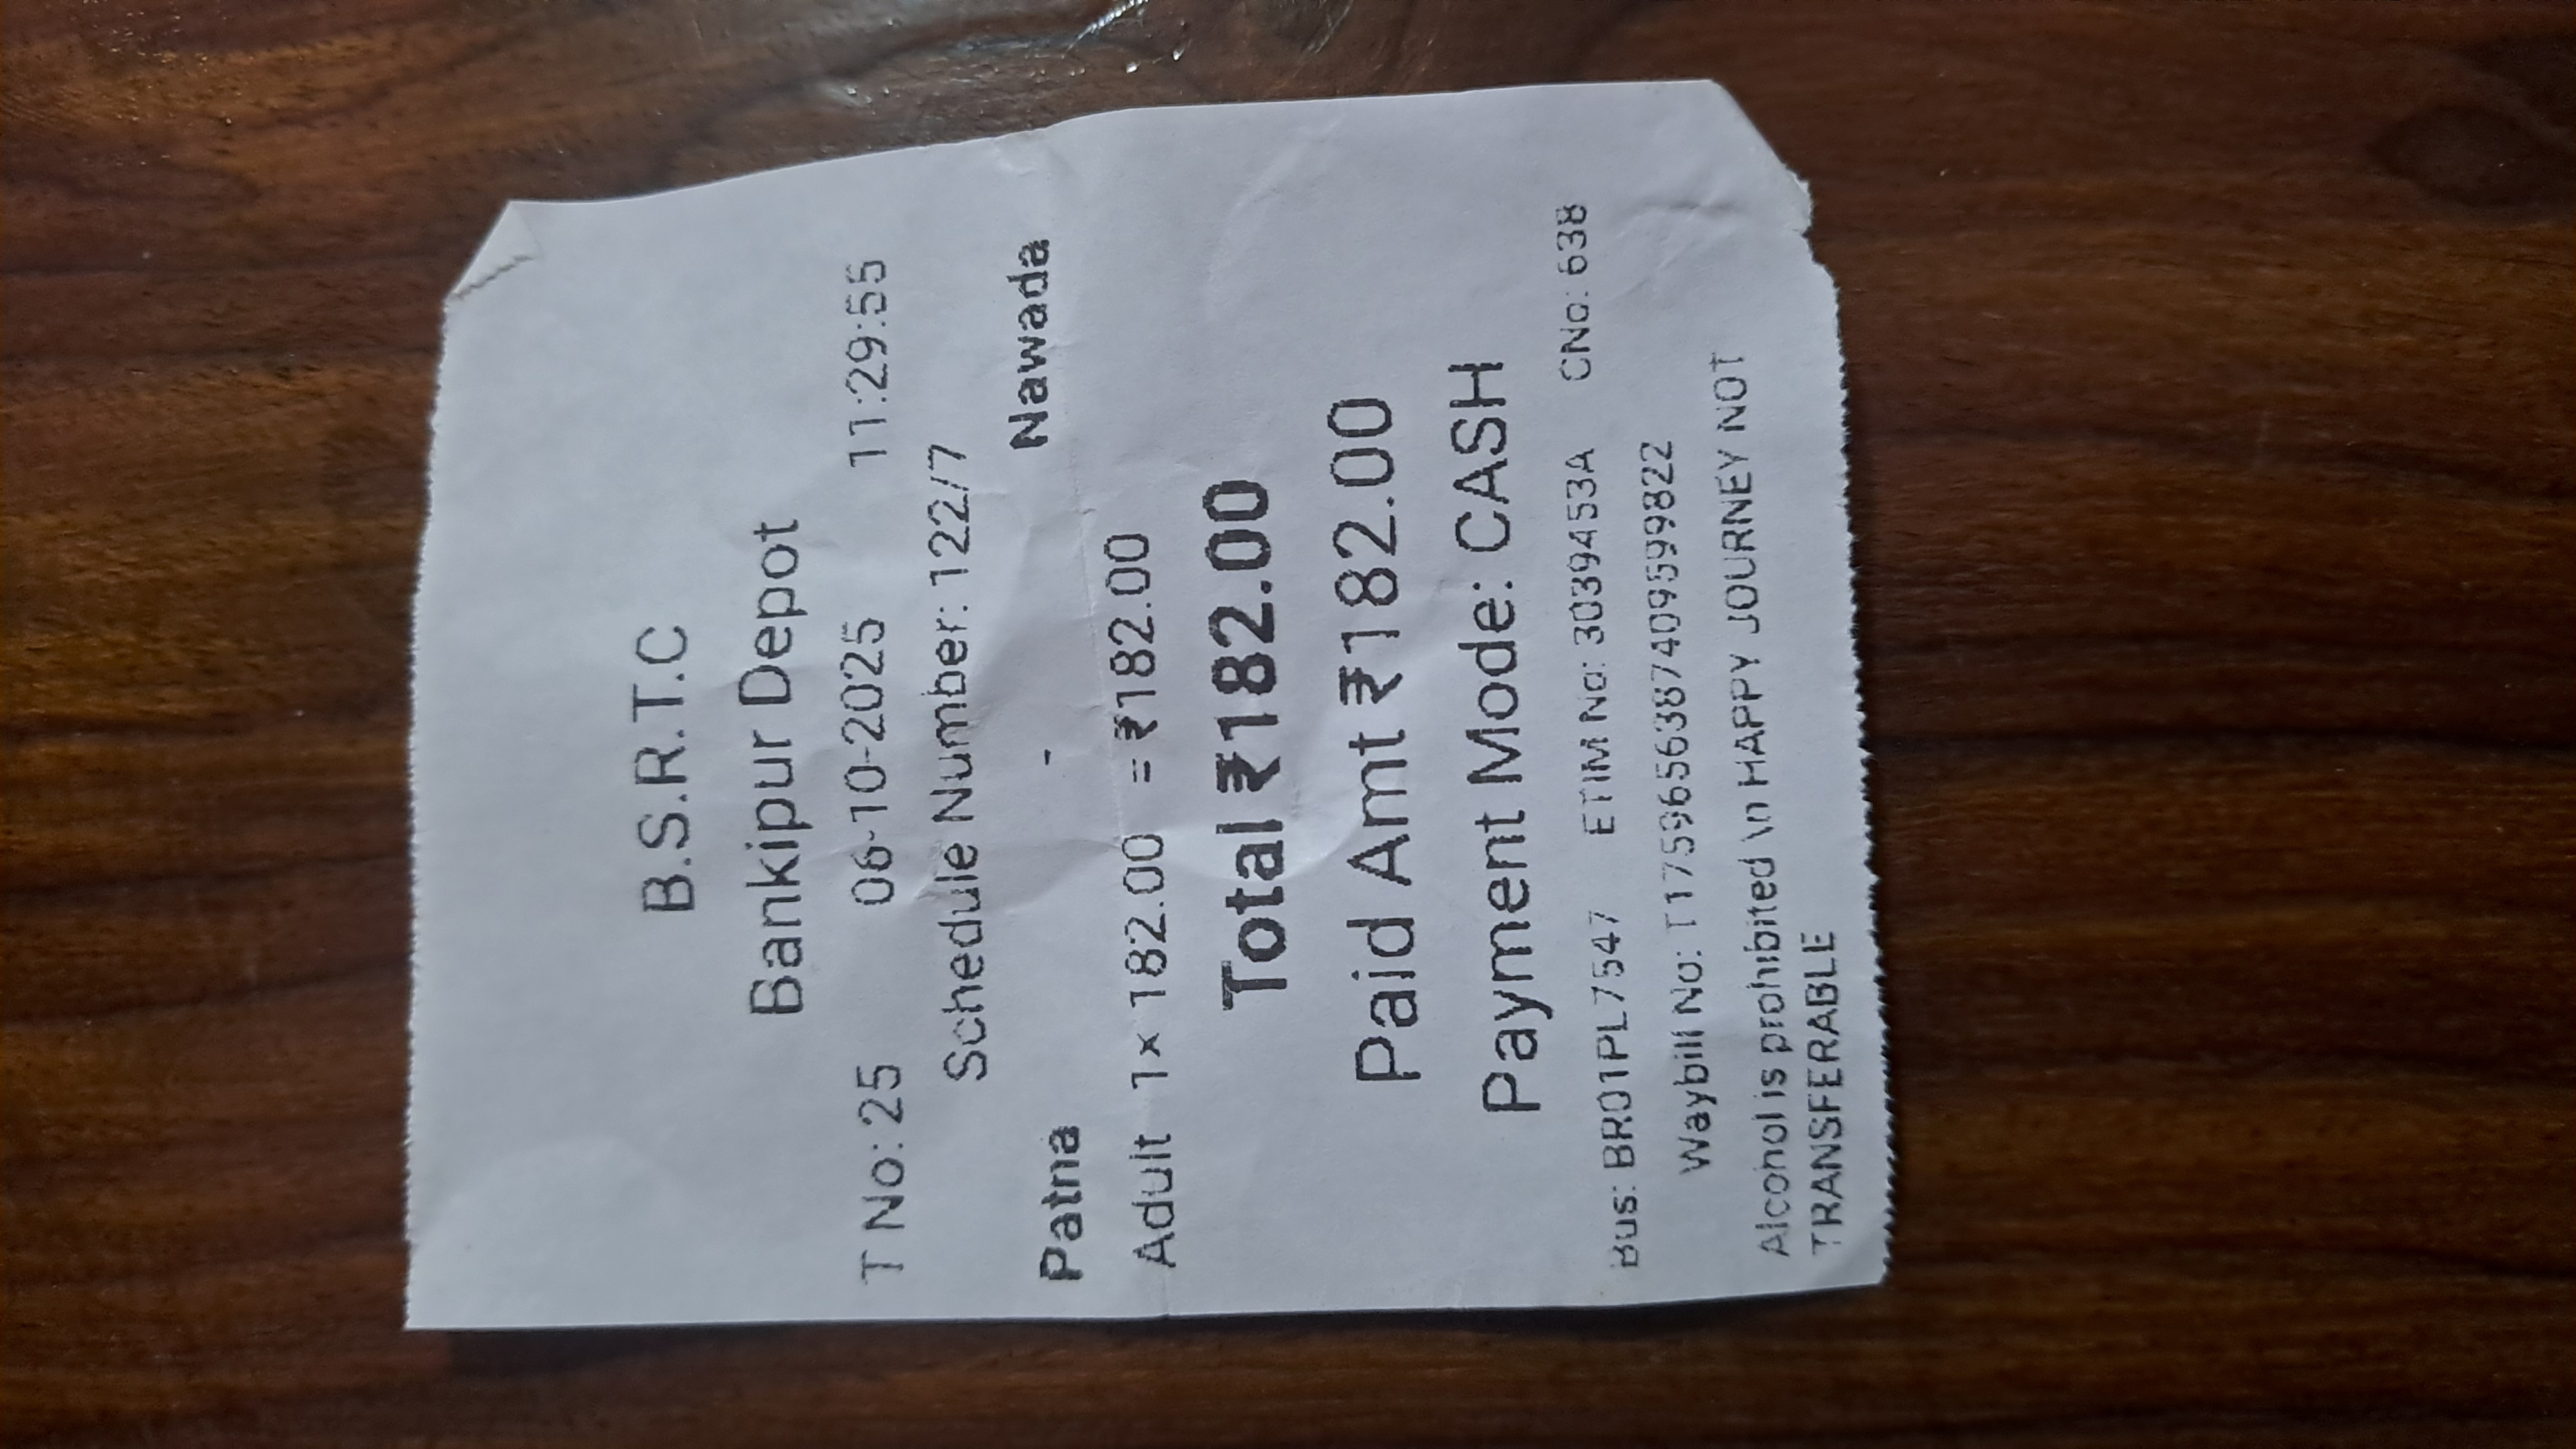 B.S.R.T.C
Bankipur Depot
T No: 25 06-10-2025 11:29:55
Schedule Number: 122/7
Patna - Nawada
Adult 1 x 182.00 = ₹182.00
Total ₹182.00
Paid Amt ₹182.00
Payment Mode: CASH
Bus: BR01PL7547 ETIM No: 30394553A CNo: 638
Waybill No: T1759656387409599822
Alcohol is prohibited \n HAPPY JOURNEY NOT
TRANSFERABLE